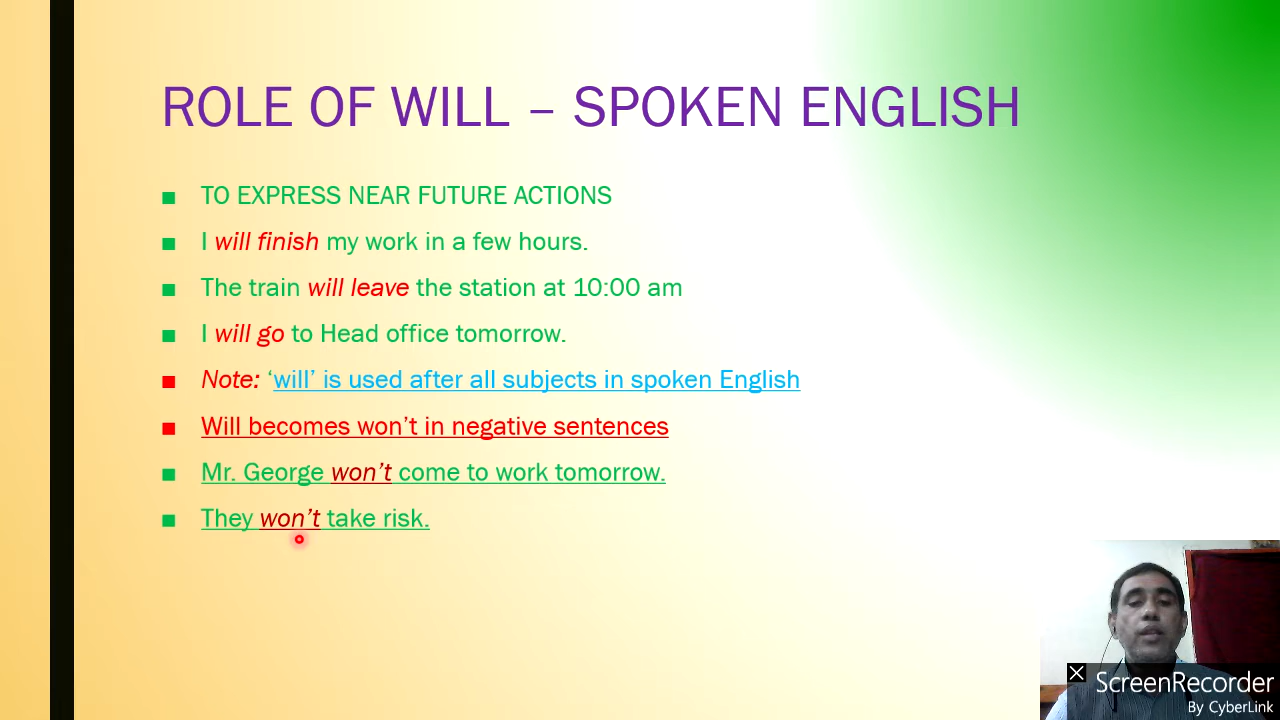 ROLE OF WILL – SPOKEN ENGLISH
TO EXPRESS NEAR FUTURE ACTIONS
I will finish my work in a few hours.
The train will leave the station at 10:00 am
I will go to Head office tomorrow.
Note: ‘will’ is used after all subjects in spoken English
Will becomes won’t in negative sentences
Mr. George won’t come to work tomorrow.
They won’t take risk.
ScreenRecorder
By CyberLink